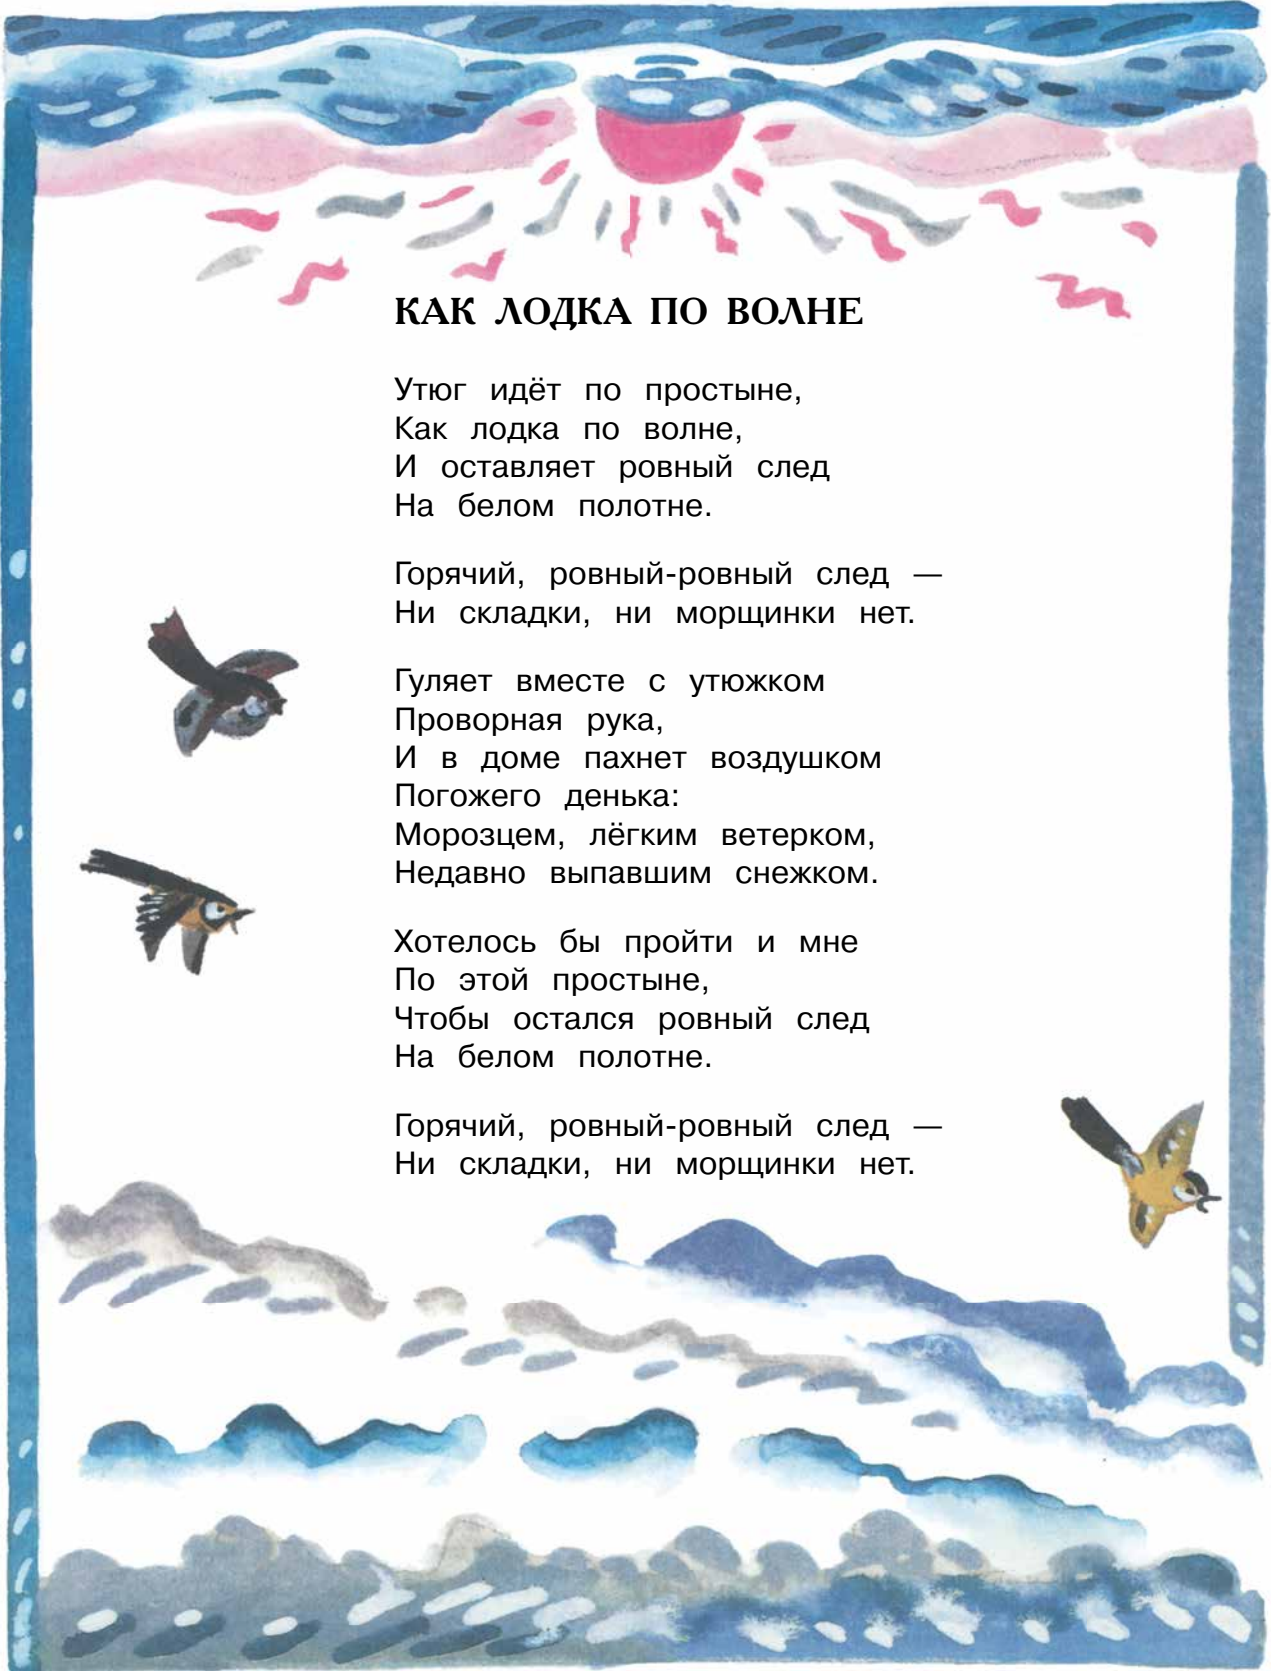 КАК ЛОДКА ПО ВОЛНЕ
Утюг идёт по простыне,
Как лодка по волне,
И оставляет ровный след
На белом полотне.
Горячий, ровный-ровный след —
Ни складки, ни морщинки нет.
Гуляет вместе с утюжком
Проворная рука,
И в доме пахнет воздушком
Погожего денька:
Морозцем, лёгким ветерком,
Недавно выпавшим снежком.
Хотелось бы пройти и мне
По этой простыне,
Чтобы остался ровный след
На белом полотне.
Горячий, ровный-ровный след —
Ни складки, ни морщинки нет.